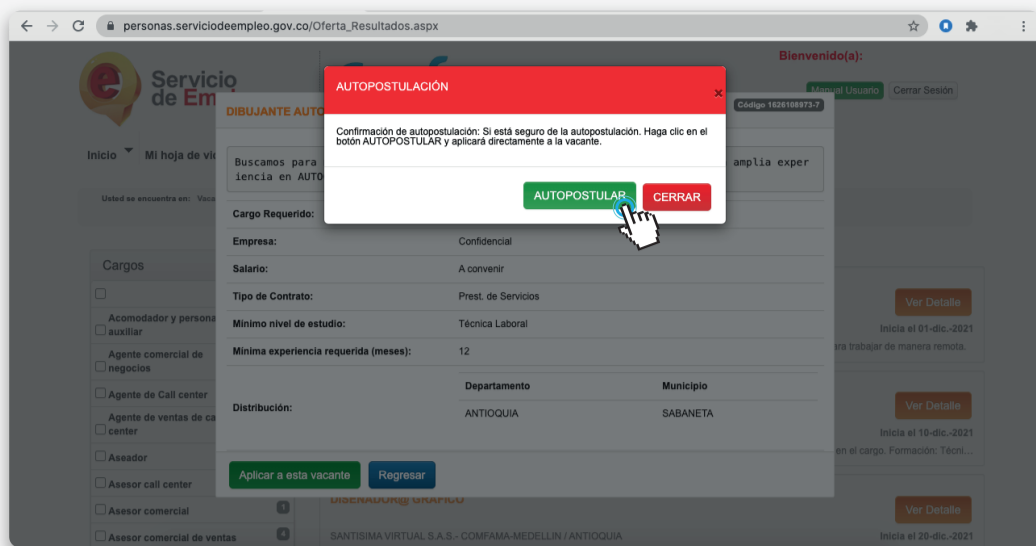 personas.serviciodeempleo.gov.co/Oferta_Resultados.aspx
Bienvenido(a):
Servicio
de Em
Manual Usuario
Cerrar Sesión
AUTOPOSTULACIÓN
×
DIBUJANTE AUTO
Código 1626108973-7
Confirmación de autopostulación: Si está seguro de la autopostulación. Haga clic en el
botón AUTOPOSTULAR y aplicará directamente a la vacante.
Inicio
Mi hoja de vid
Buscamos para
amplia exper
iencia en AUTO
AUTOPOSTULAR
CERRAR
Usted se encuentra en: Vaca
Cargo Requerido:
Empresa:
Confidencial
Cargos
Salario:
A convenir
Tipo de Contrato:
Prest. de Servicios
Ver Detalle
Acomodador y persona
auxiliar
Minimo nivel de estudio:
Técnica Laboral
Inicia el 01-dic.-2021
ara trabajar de manera remota.
Agente comercial de
negocios
Mínima experiencia requerida (meses):
12
Agente de Call center
Departamento
Municipio
Ver Detalle
Distribución:
ANTIOQUIA
SABANETA
Agente de ventas de ca
center
Inicia el 10-dic.-2021
en el cargo. Formación: Técni...
Aseador
Aplicar a esta vacante
Regresar
Asesor call center
DISEÑADOR@ GRAFICO
Ver Detalle
Asesor comercial
1
Asesor comercial de ventas
4
SANTISIMA VIRTUAL S.A.S.- COMFAMA-MEDELLIN / ANTIOQUIA
Inicia el 20-dic.-2021